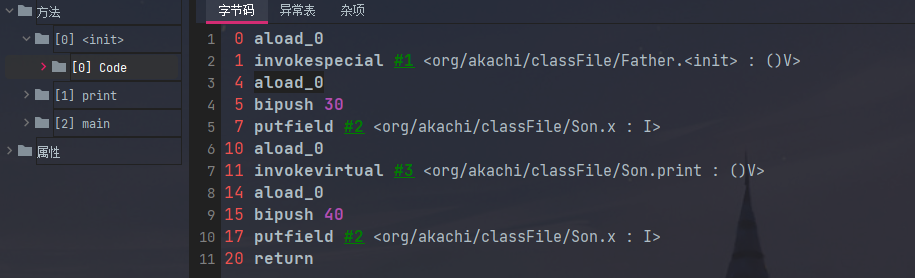 方法
[0] <init>
[0] Code
[1] print
[2] main
属性
字节码 异常表 杂项
1 0 aload_0
2 1 invokespecial #1 <org/akachi/classFile/Father.<init> : ()V>
3 4 aload_0
4 5 bipush 30
5 7 putfield #2 <org/akachi/classFile/Son.x : I>
6 10 aload_0
7 11 invokevirtual #3 <org/akachi/classFile/Son.print : ()V>
8 14 aload_0
9 15 bipush 40
10 17 putfield #2 <org/akachi/classFile/Son.x : I>
11 20 return